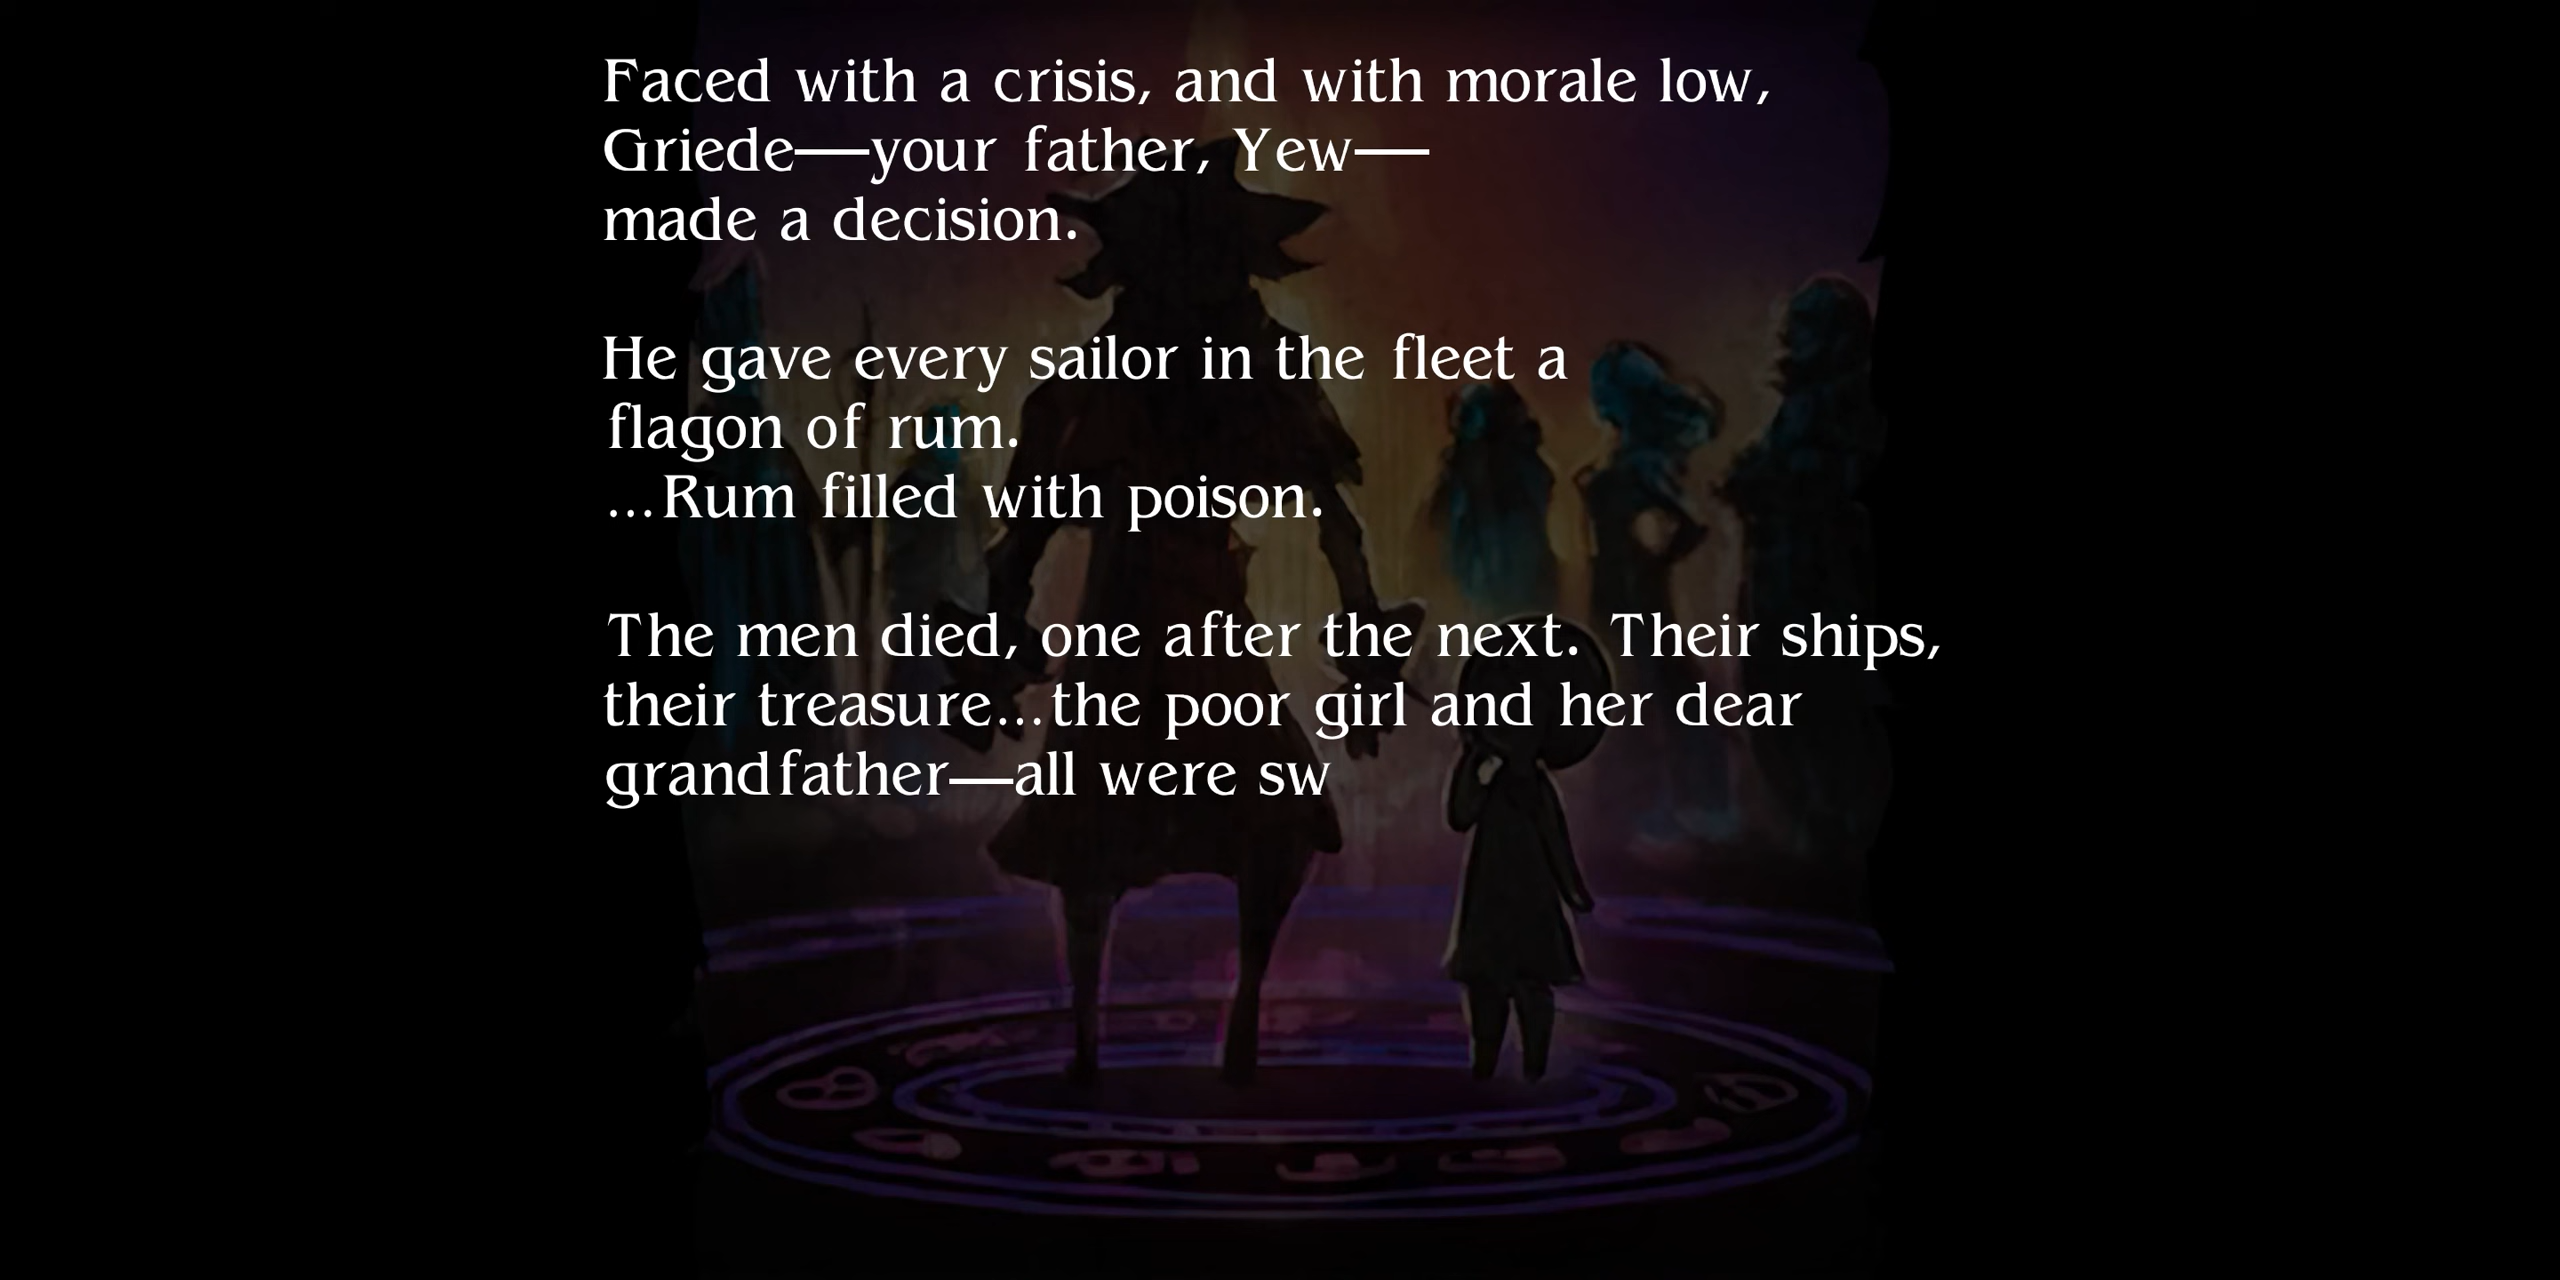 Faced with a crisis, and with morale low,
Griede—your father, Yew—
made a decision.
He gave every sailor in the fleet a
flagon of rum.
...Rum filled with poison.
The men died, one after the next. Their ships,
their treasure...the poor girl and her dear
grandfather—all were sw